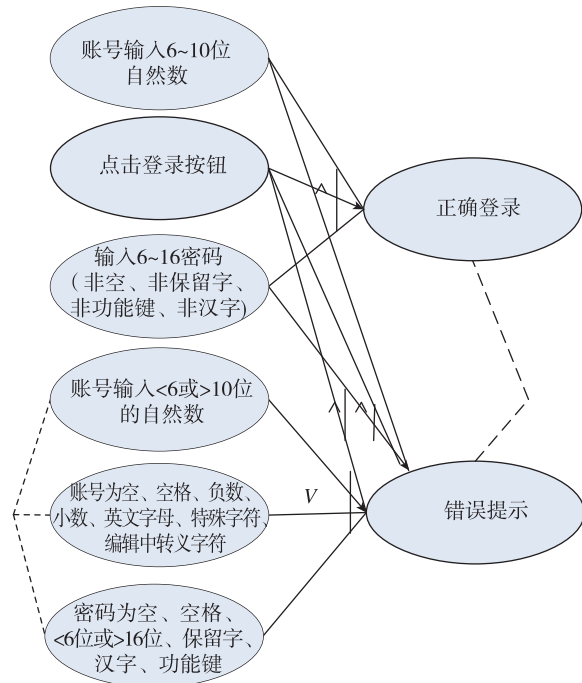 账号输入6~10位
自然数
点击登录按钮
正确登录
输入6~16密码
(非空、非保留字、
非功能键、非汉字)
账号输入<6或>10位
的自然数
^
^
^
账号为空、空格、负数、
小数、英文字母、特殊字符、
编辑中转义字符
V
错误提示
密码为空、空格、
<6位或>16位、保留字、
汉字、功能键